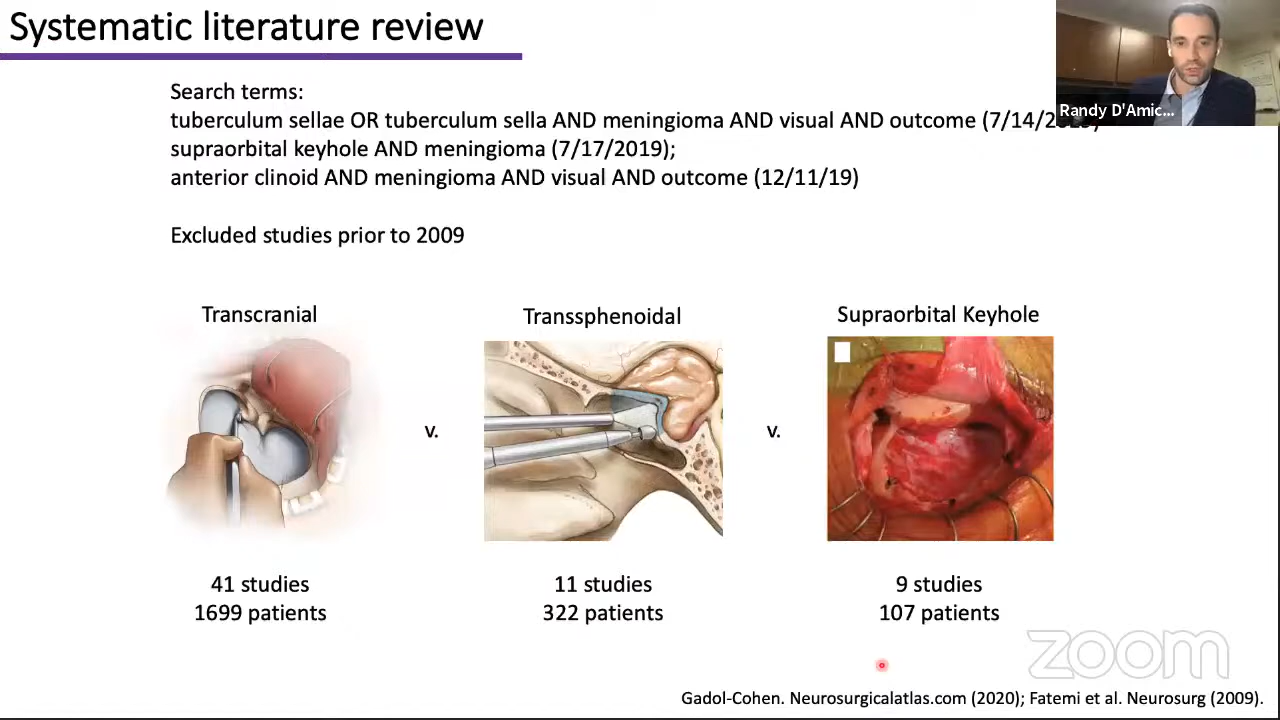 Systematic literature review
Randy D'Amic...
Search terms:
tuberculum sellae OR tuberculum sella AND meningioma AND visual AND outcome (7/14/
supraorbital keyhole AND meningioma (7/17/2019);
anterior clinoid AND meningioma AND visual AND outcome (12/11/19)
Excluded studies prior to 2009
Transcranial
Transsphenoidal
Supraorbital Keyhole
v.
v.
41 studies
1699 patients
11 studies
322 patients
9 studies
107 patients
zoom
Gadol-Cohen. Neurosurgicalatlas.com (2020); Fatemi et al. Neurosurg (2009).